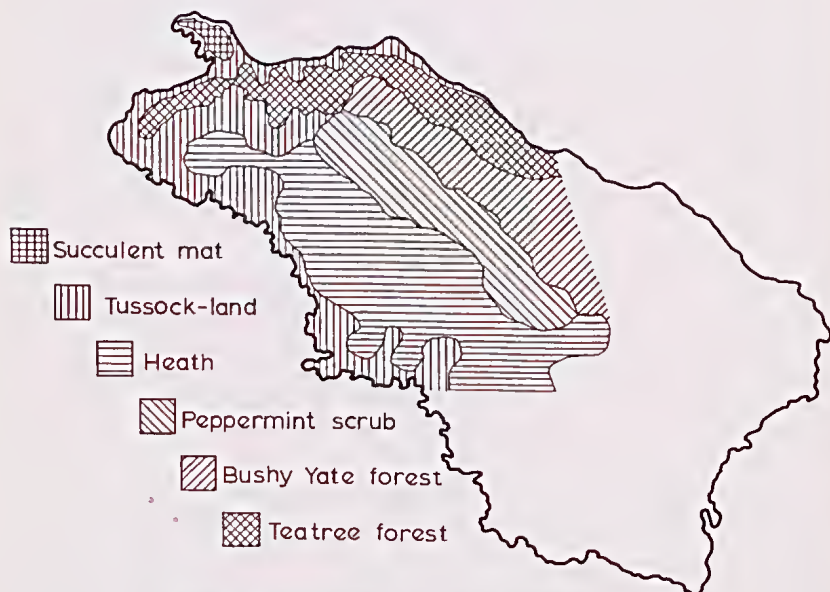 Succulent mat
Tussock-land
Heath
Peppermint scrub
Bushy Yate forest
Teatree forest